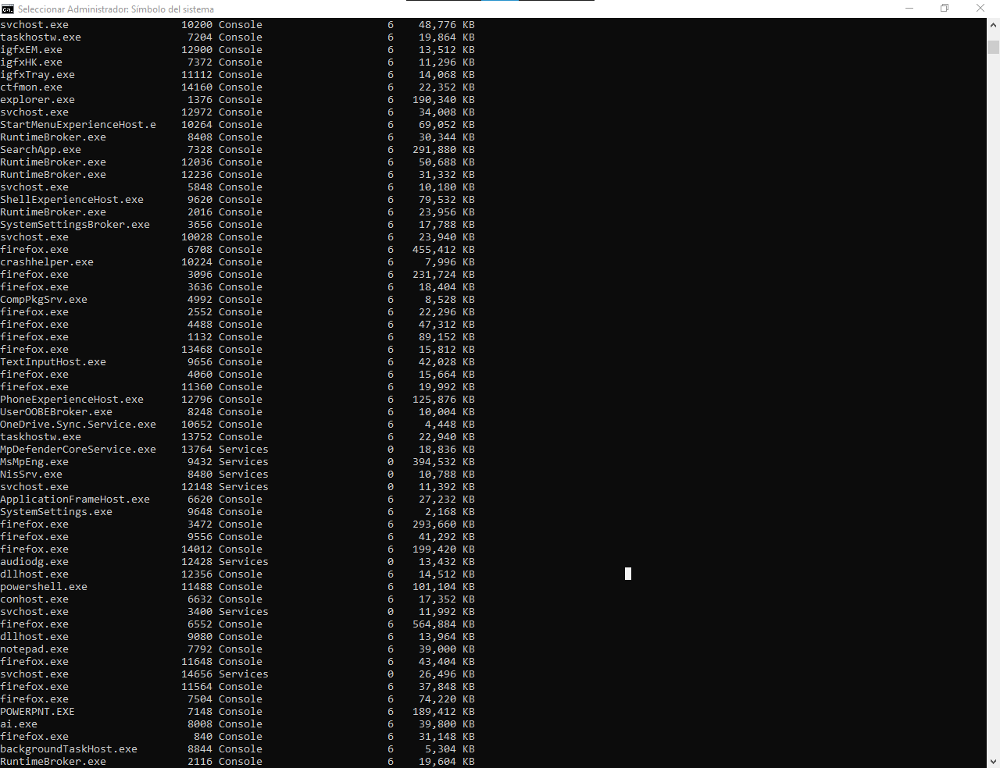 Seleccionar Administrador: Símbolo del sistema
svchost.exe 10200 Console 6 48,776 KB
taskhostw.exe 7204 Console 6 19,864 KB
igfxEM.exe 12900 Console 6 13,512 KB
igfxHK.exe 7372 Console 6 11,296 KB
igfxTray.exe 11112 Console 6 14,068 KB
ctfmon.exe 14160 Console 6 22,352 KB
explorer.exe 1376 Console 6 190,340 KB
svchost.exe 12972 Console 6 34,008 KB
StartMenuExperienceHost.e 10264 Console 6 69,052 KB
RuntimeBroker.exe 8408 Console 6 30,344 KB
SearchApp.exe 7328 Console 6 291,880 KB
RuntimeBroker.exe 12036 Console 6 50,688 KB
RuntimeBroker.exe 12236 Console 6 31,332 KB
svchost.exe 5848 Console 6 10,180 KB
ShellExperienceHost.exe 9620 Console 6 79,532 KB
RuntimeBroker.exe 2016 Console 6 23,956 KB
SystemSettingsBroker.exe 3656 Console 6 17,788 KB
svchost.exe 10028 Console 6 23,940 KB
firefox.exe 6708 Console 6 455,412 KB
crashhelper.exe 10224 Console 6 7,996 KB
firefox.exe 3096 Console 6 231,724 KB
firefox.exe 3636 Console 6 18,404 KB
CompPkgSrv.exe 4992 Console 6 8,528 KB
firefox.exe 2552 Console 6 22,296 KB
firefox.exe 4488 Console 6 47,312 KB
firefox.exe 1132 Console 6 89,152 KB
firefox.exe 13468 Console 6 15,812 KB
TextInputHost.exe 9656 Console 6 42,028 KB
firefox.exe 4060 Console 6 15,664 KB
firefox.exe 11360 Console 6 19,992 KB
PhoneExperienceHost.exe 12796 Console 6 125,876 KB
UserOOBEBroker.exe 8248 Console 6 10,004 KB
OneDrive.Sync.Service.exe 10652 Console 6 4,448 KB
taskhostw.exe 13752 Console 6 22,940 KB
MpDefenderCoreService.exe 13764 Services 0 18,836 KB
MsMpEng.exe 9432 Services 0 394,532 KB
NisSrv.exe 8480 Services 0 10,788 KB
svchost.exe 12148 Services 0 11,392 KB
ApplicationFrameHost.exe 6620 Console 6 27,232 KB
SystemSettings.exe 9648 Console 6 2,168 KB
firefox.exe 3472 Console 6 293,660 KB
firefox.exe 9556 Console 6 41,292 KB
firefox.exe 14012 Console 6 199,420 KB
audiodg.exe 12428 Services 0 13,432 KB
dllhost.exe 12356 Console 6 14,512 KB
powershell.exe 11488 Console 6 101,104 KB
conhost.exe 6632 Console 6 17,352 KB
svchost.exe 3400 Services 0 11,992 KB
firefox.exe 6552 Console 6 564,884 KB
dllhost.exe 9080 Console 6 13,964 KB
notepad.exe 7792 Console 6 39,000 KB
firefox.exe 11648 Console 6 43,404 KB
svchost.exe 14656 Services 0 26,496 KB
firefox.exe 11564 Console 6 37,848 KB
firefox.exe 7504 Console 6 74,220 KB
POWERPNT.EXE 7148 Console 6 189,412 KB
ai.exe 8008 Console 6 39,800 KB
firefox.exe 840 Console 6 31,148 KB
backgroundTaskHost.exe 8844 Console 6 5,304 KB
RuntimeBroker.exe 2116 Console 6 19,604 KB